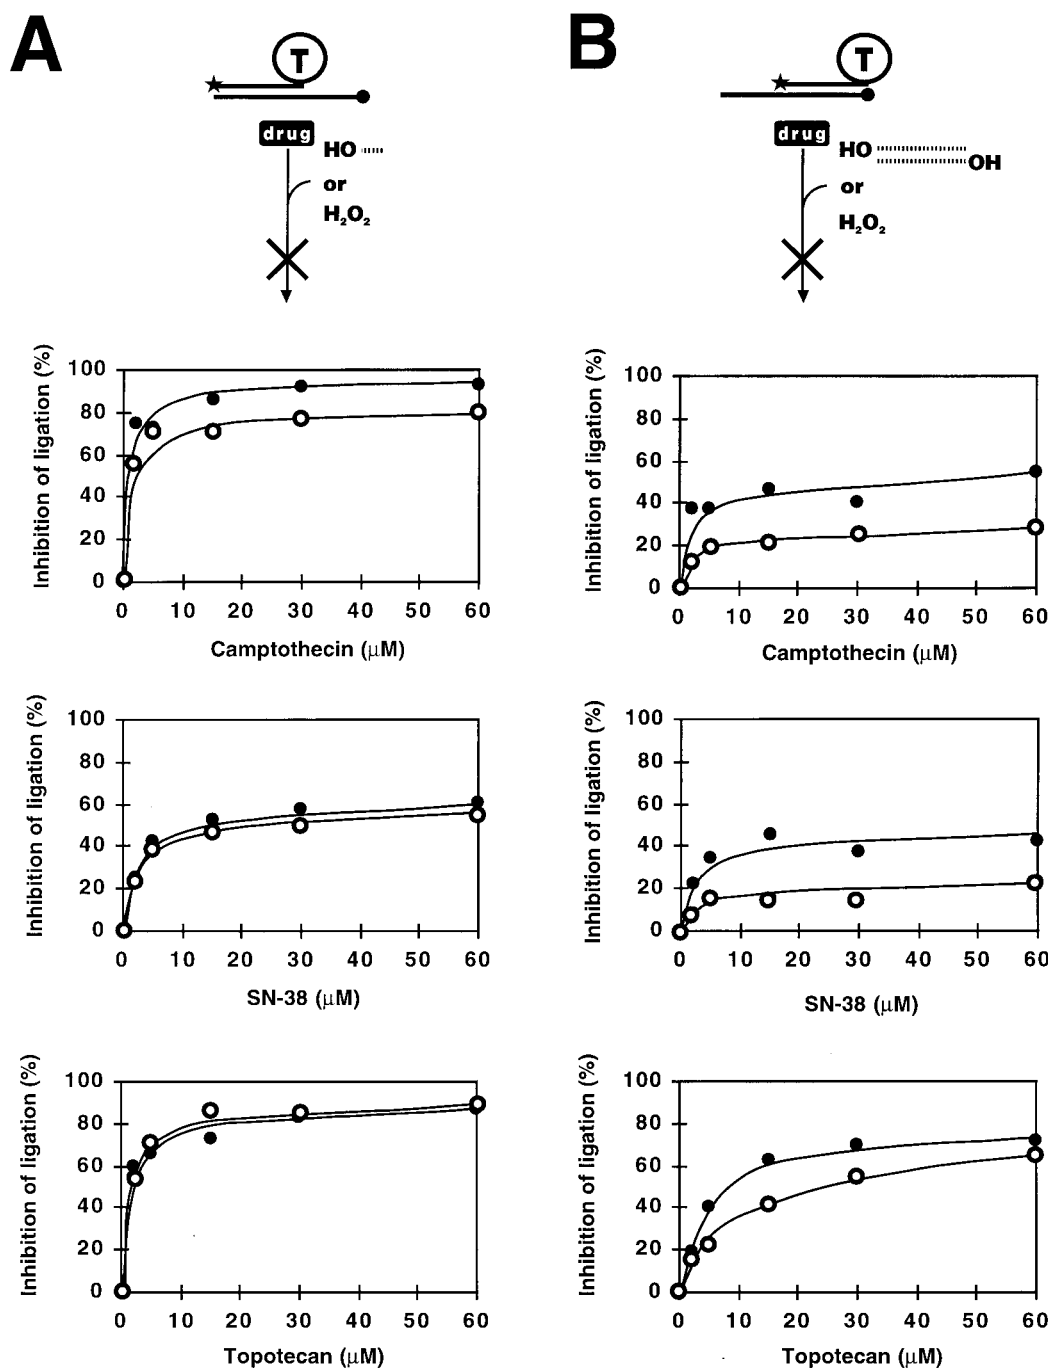 A
B
T
T
drug
HO
or
H₂O₂
drug
HO
OH
or
H₂O₂
Inhibition of ligation (%)
100
80
60
40
20
0
0 10 20 30 40 50 60
Camptothecin (μM)
Inhibition of ligation (%)
100
80
60
40
20
0
0 10 20 30 40 50 60
Camptothecin (μM)
Inhibition of ligation (%)
100
80
60
40
20
0
0 10 20 30 40 50 60
SN-38 (μM)
Inhibition of ligation (%)
100
80
60
40
20
0
0 10 20 30 40 50 60
SN-38 (μM)
Inhibition of ligation (%)
100
80
60
40
20
0
0 10 20 30 40 50 60
Topotecan (μM)
Inhibition of ligation (%)
100
80
60
40
20
0
0 10 20 30 40 50 60
Topotecan (μM)